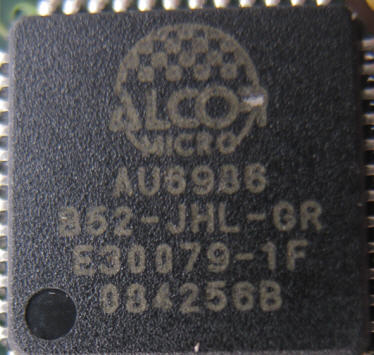 ALCOR
MICRO
AU6986
B52-JHL-GR
E30079-1F
084256B